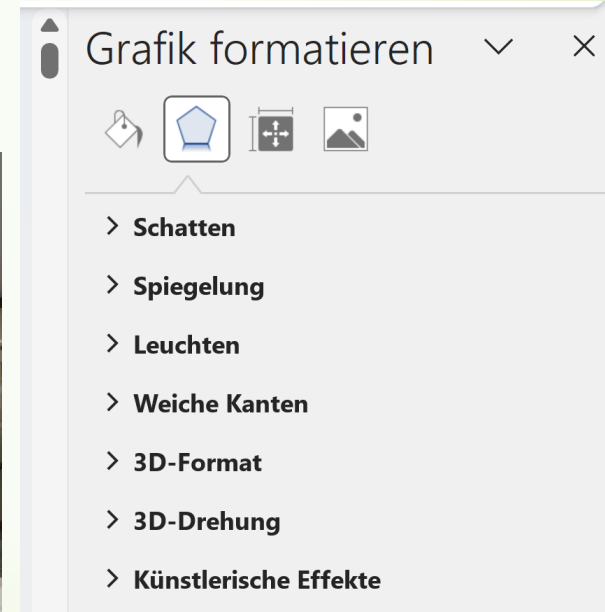 Grafik formatieren
Schatten
Spiegelung
Leuchten
Weiche Kanten
3D-Format
3D-Drehung
Künstlerische Effekte